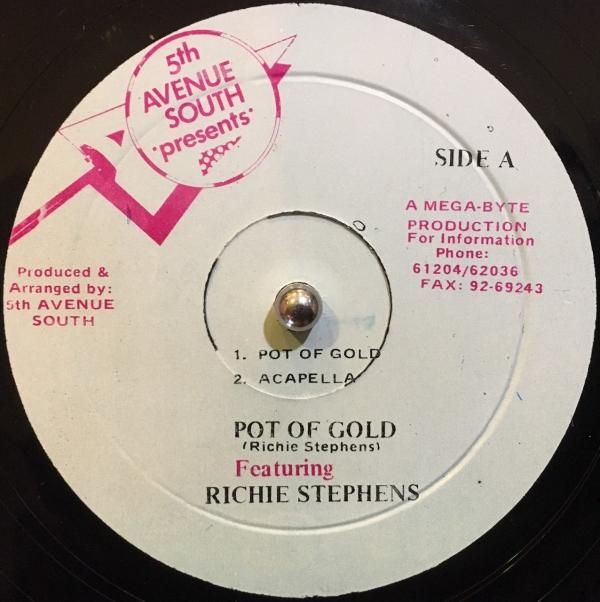 5th
AVENUE
SOUTH
•presents•
SIDE A
A MEGA-BYTE
PRODUCTION
For Information
Phone:
61204/62036
FAX: 92-69243
Produced &
Arranged by:
5th AVENUE
SOUTH
1. POT OF GOLD
2. ACAPELLA
POT OF GOLD
(Richie Stephens)
Featuring
RICHIE STEPHENS